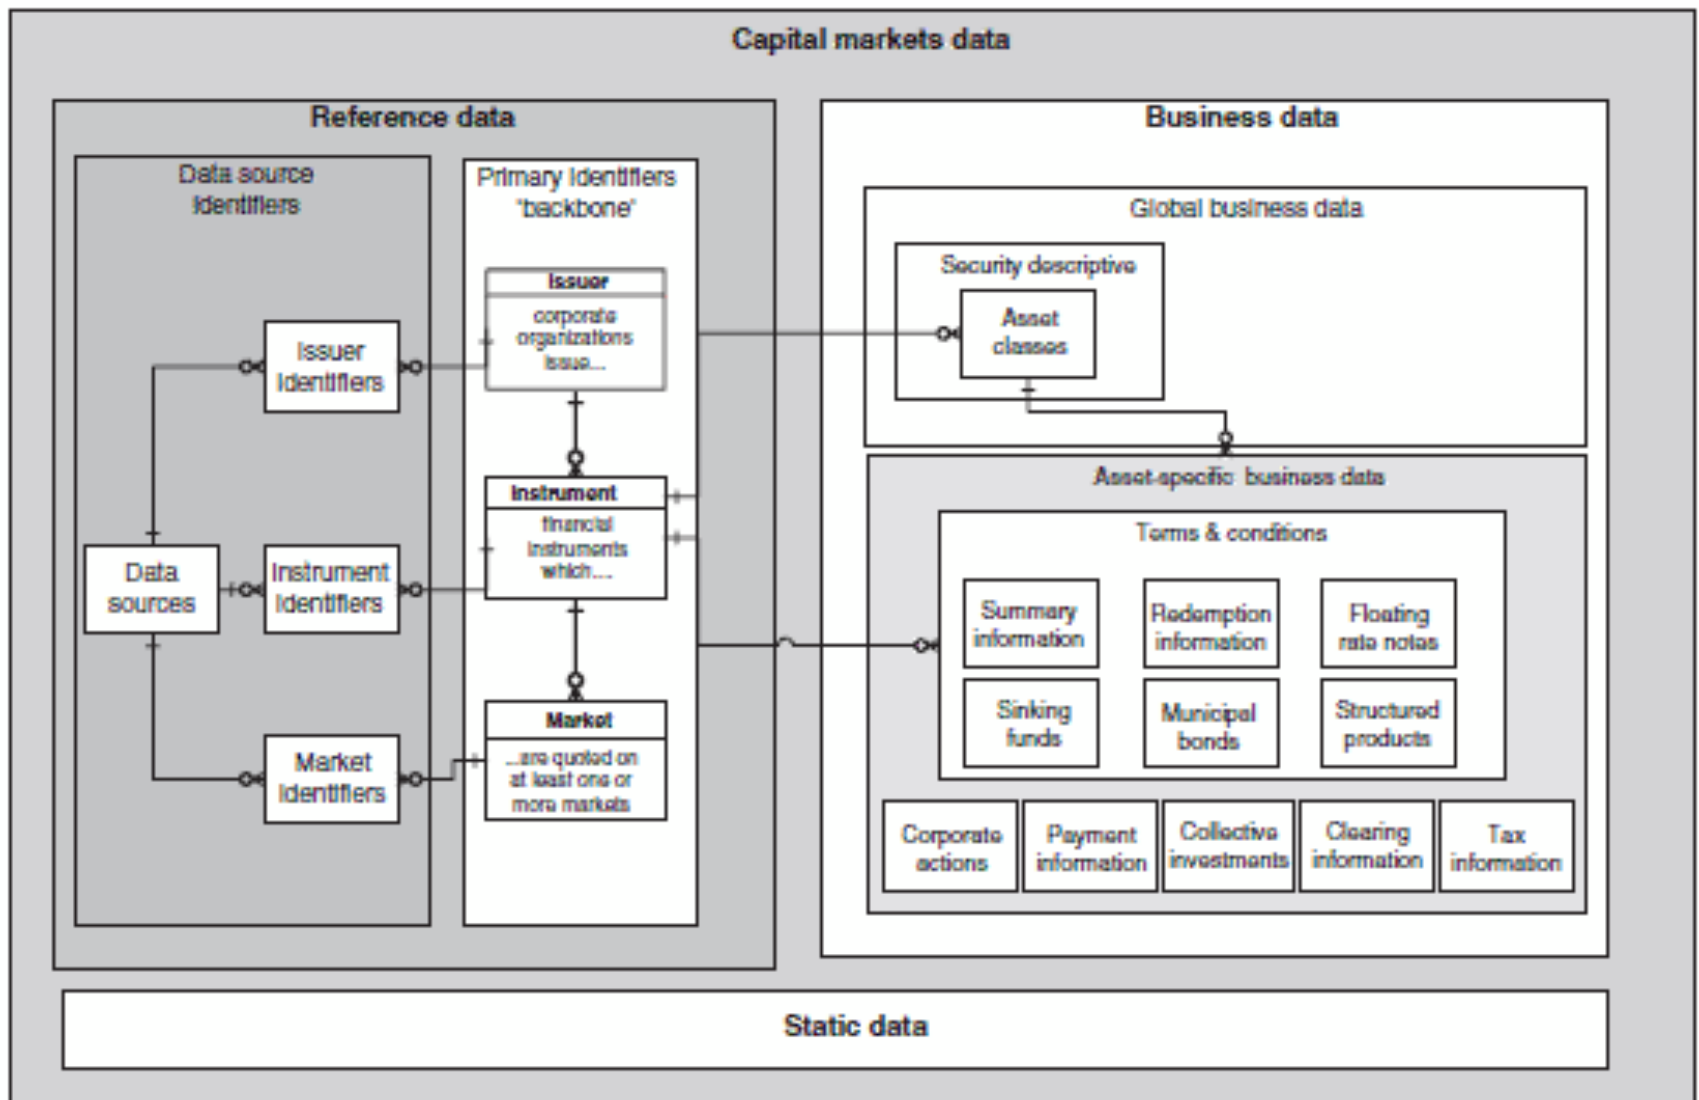 Capital markets data
Reference data
Data source
identifiers
Issuer
identifiers
Data
sources
Instrument
identifiers
Market
identifiers
Primary identifiers
"backbone"
Issuer
corporate
organizations
issue...
Instrument
financial
instruments
which....
Market
...are quoted on
at least one or
more markets
Business data
Global business data
Security descriptive
Asset
classes
Asset-specific business data
Terms & conditions
Summary
information
Redemption
information
Floating
rate notes
Sinking
funds
Municipal
bonds
Structured
products
Corporate
actions
Payment
information
Collective
investments
Clearing
information
Tax
information
Static data